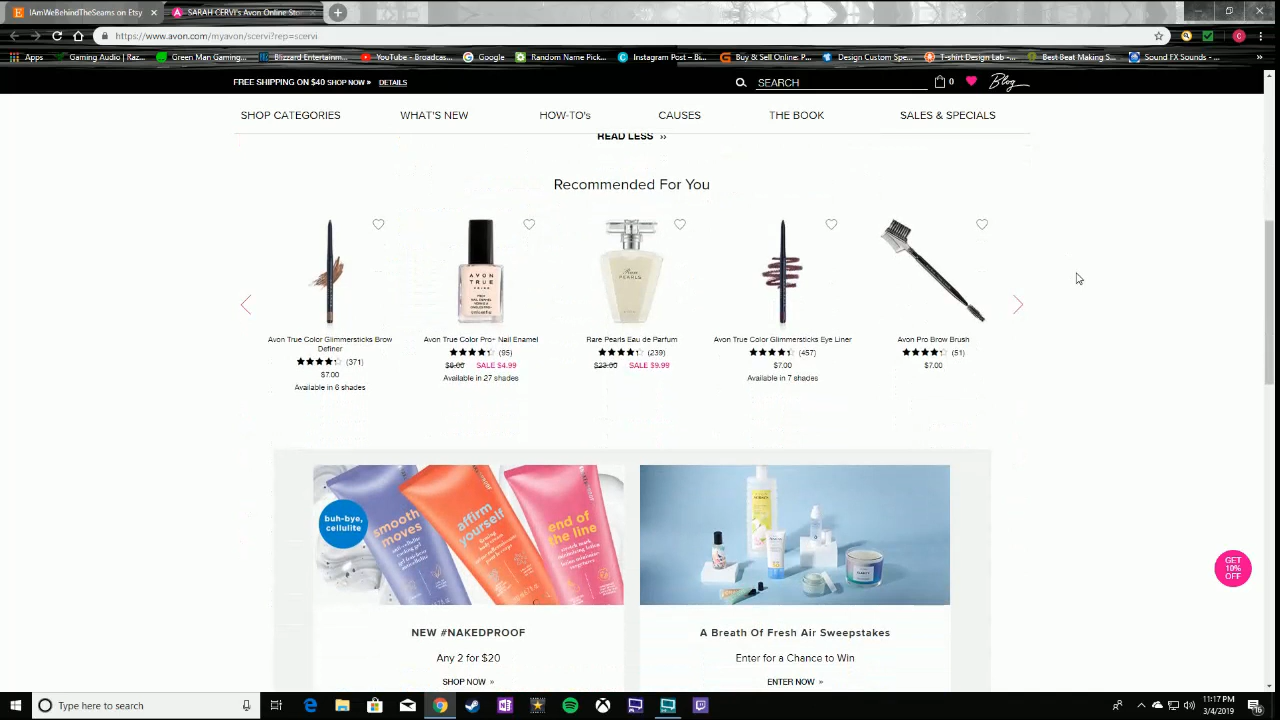 IAmWeBehindTheSeams on Etsy
SARAH CERVI's Avon Online Sto
https://www.avon.com/myavon/scervi?rep=scervi
Apps
Gaming Audio | Raz...
Green Man Gaming...
Blizzard Entertainm...
YouTube - Broadcas...
Google
Random Name Pick...
Instagram Post – Bi...
Buy & Sell Online: P...
Design Custom Spe...
T-shirt Design Lab -...
Best Beat Making S...
Sound FX Sounds - ...
FREE SHIPPING ON $40 SHOP NOW » DETAILS
SEARCH
0
Blog
SHOP CATEGORIES
WHAT'S NEW
HOW-TO's
CAUSES
THE BOOK
SALES & SPECIALS
READ LESS »
Recommended For You
AVON
TRUE
Rare
PEARLS
Avon True Color Glimmersticks Brow
Definer
(371)
$7.00
Available in 6 shades
Avon True Color Pro+ Nail Enamel
(95)
$8.00 SALE $4.99
Available in 27 shades
Rare Pearls Eau de Parfum
(239)
$23.00 SALE $9.99
Avon True Color Glimmersticks Eye Liner
(457)
$7.00
Available in 7 shades
Avon Pro Brow Brush
(51)
$7.00
buh-bye,
cellulite
smooth
moves
affirm
yourself
end of
the line
GET
10%
OFF
NEW #NAKEDPROOF
Any 2 for $20
SHOP NOW »
A Breath Of Fresh Air Sweepstakes
Enter for a Chance to Win
ENTER NOW »
Type here to search
11:17 PM
3/4/2019
16